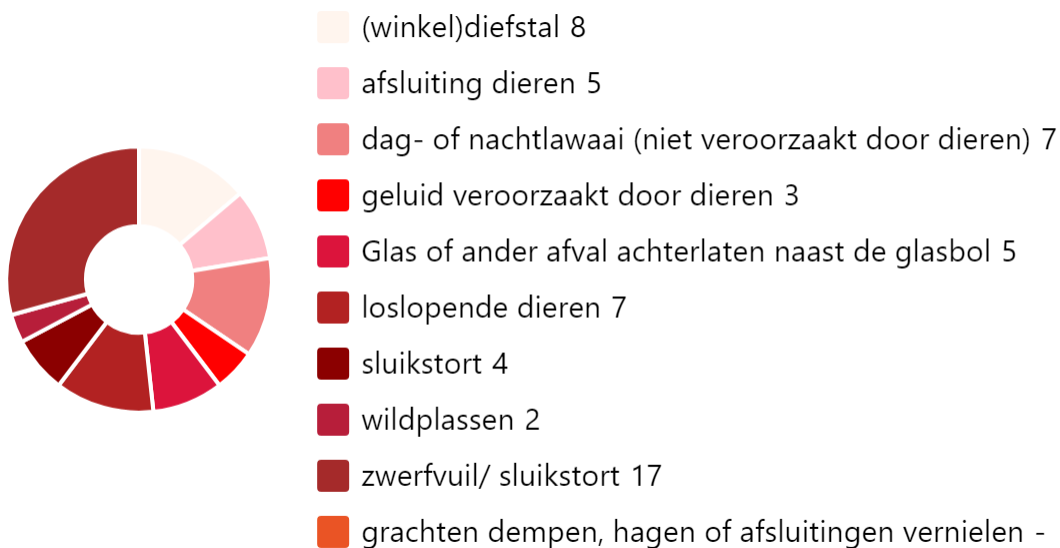 (winkel)diefstal 8
afsluiting dieren 5
dag- of nachtlawaai (niet veroorzaakt door dieren) 7
geluid veroorzaakt door dieren 3
Glas of ander afval achterlaten naast de glasbol 5
loslopende dieren 7
sluikstort 4
wildplassen 2
zwerfvuil/ sluikstort 17
grachten dempen, hagen of afsluitingen vernielen -